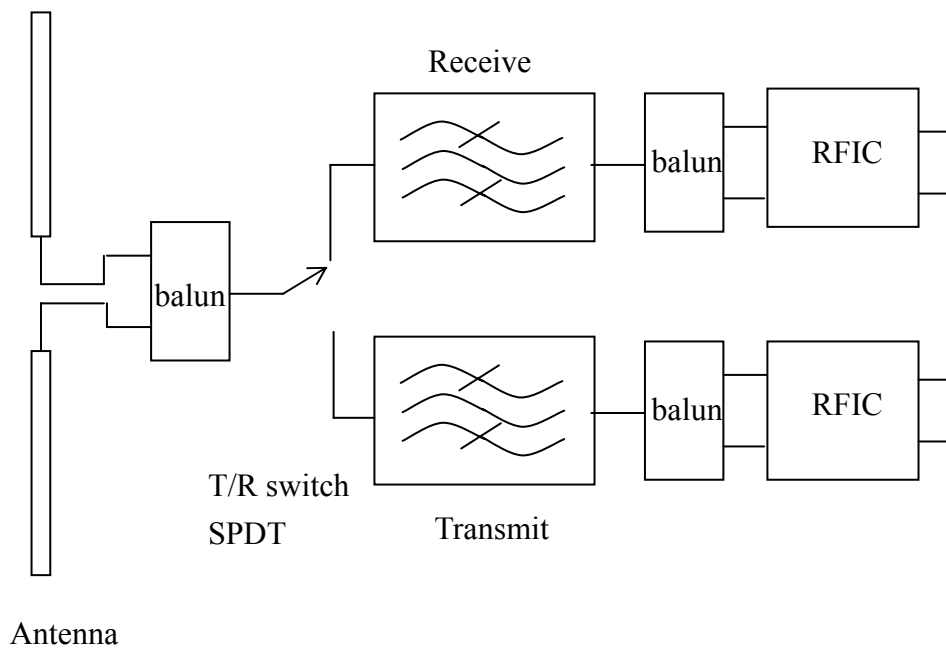 Receive
balun
RFIC
balun
balun
RFIC
T/R switch
SPDT
Transmit
Antenna